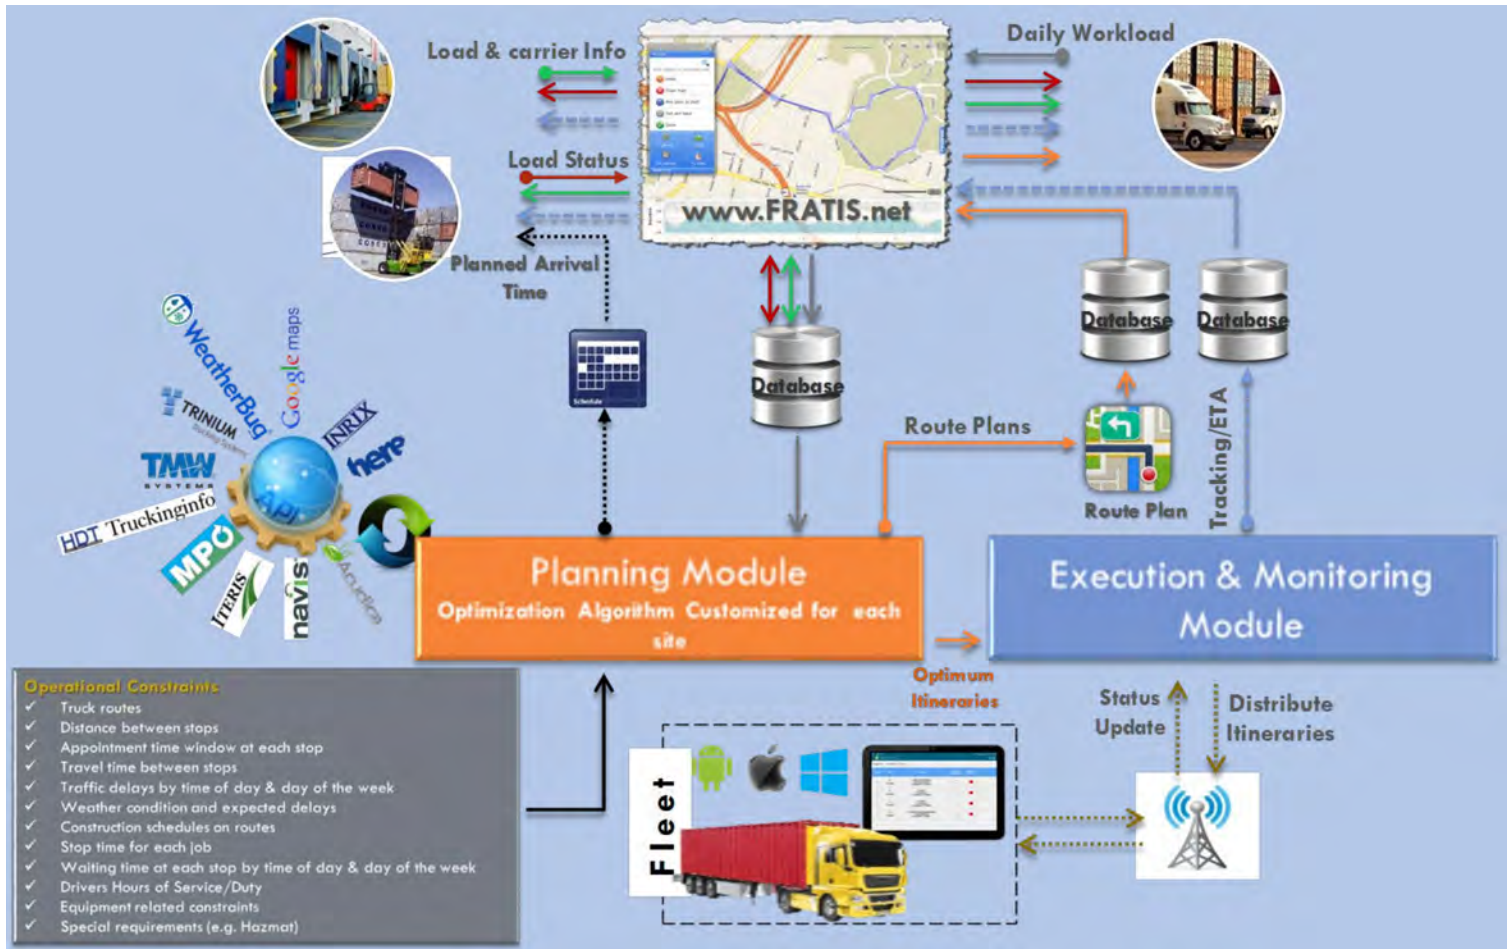 Load & carrier Info
Daily Workload
Load Status
www.FRATIS.net
Planned Arrival
Time
Database
Database
Database
Schedule
WeatherBug
Google maps
TRINIUM
INRIX
here
TMW
SYSTEMS
API
HDT Truckinginfo
MPO
ITERIS
navis
Acuctica
Route Plans
Route Plan
Tracking/ETA
Planning Module
Optimization Algorithm Customized for each
site
Execution & Monitoring
Module
Optimum
Itineraries
Status
Update
Distribute
Itineraries
Fleet
Operational Constraints
✓ Truck routes
✓ Distance between stops
✓ Appointment time window at each stop
✓ Travel time between stops
✓ Traffic delays by time of day & day of the week
✓ Weather condition and expected delays
✓ Construction schedules on routes
✓ Stop time for each job
✓ Waiting time at each stop by time of day & day of the week
✓ Drivers Hours of Service/Duty
✓ Equipment related constraints
✓ Special requirements (e.g. Hazmat)